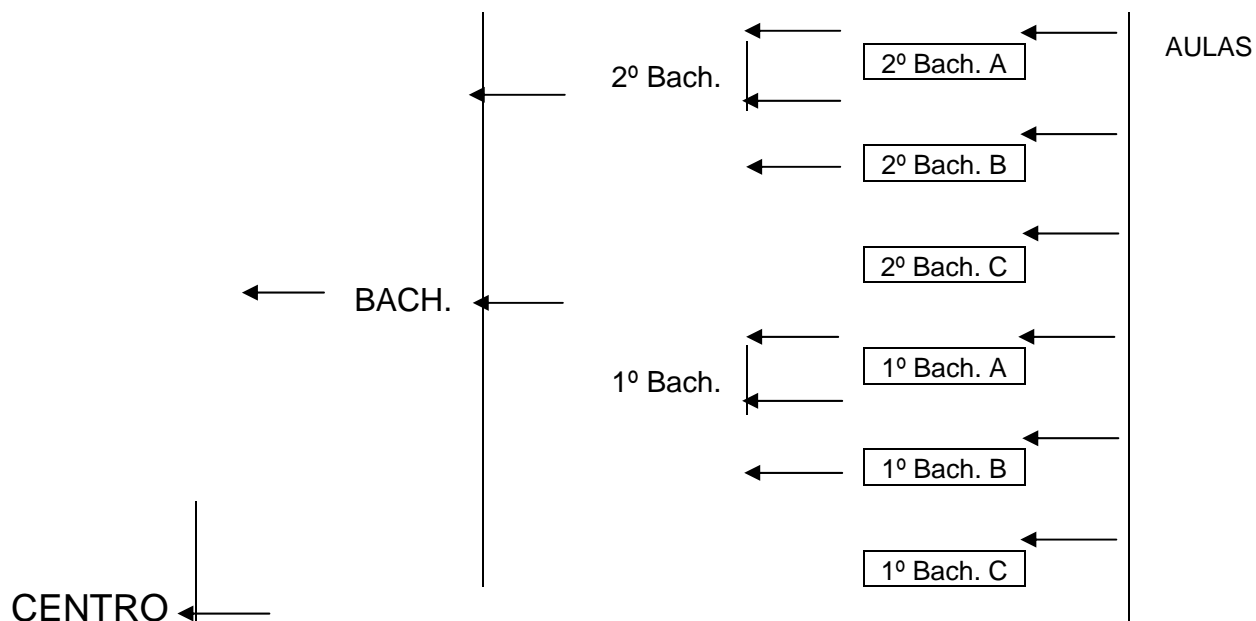 AULAS
2º Bach. A
2º Bach.
2º Bach. B
2º Bach. C
BACH.
1º Bach. A
1º Bach.
1º Bach. B
1º Bach. C
CENTRO